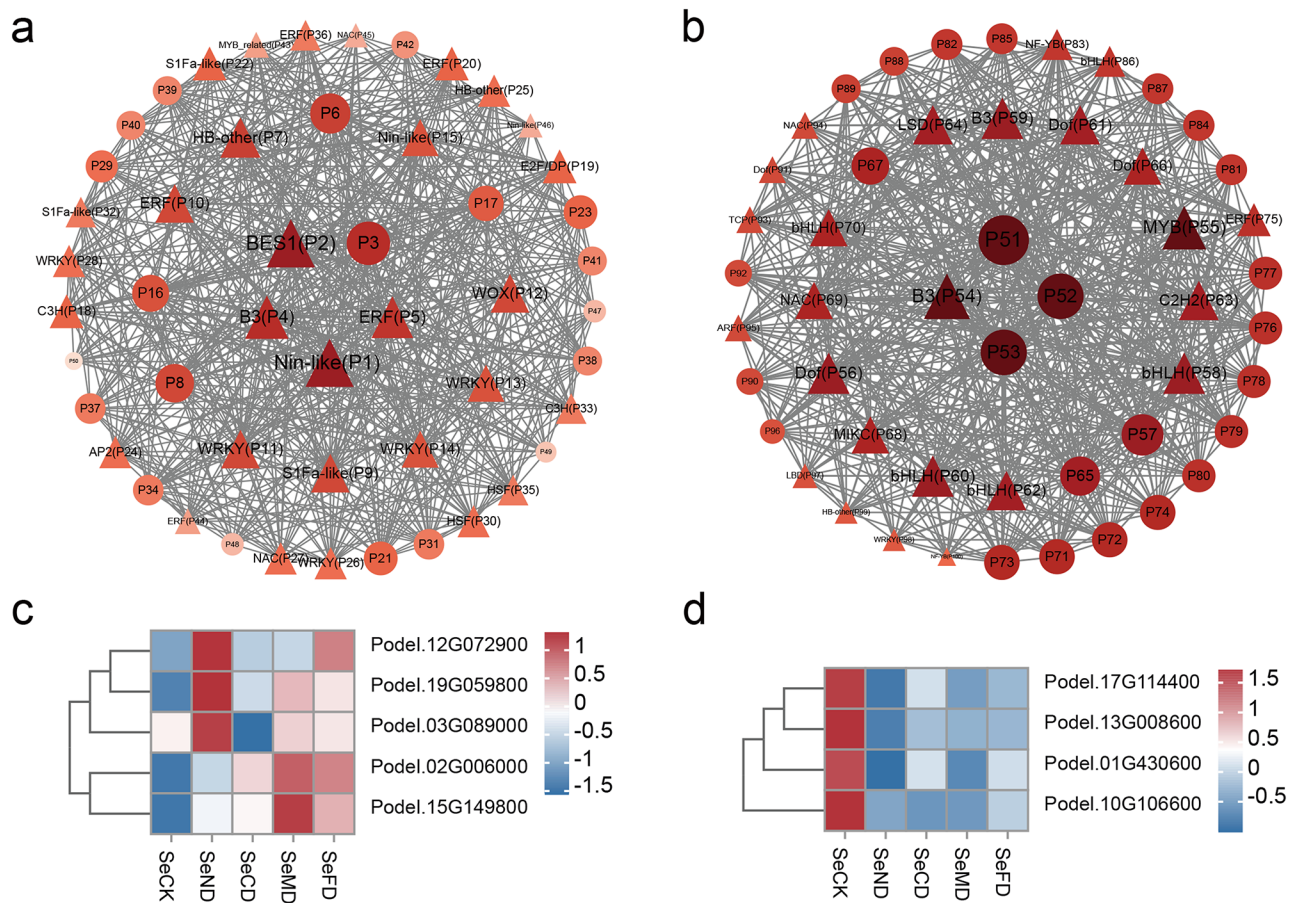 a
ERF(P36)
NAC(P45)
MYB_related(P43)
P42
S1Fa-like(P22)
ERF(P20)
P39
HB-other(P25)
P6
P40
HB-other(P7)
Nin-like(P15)
Nin-like(P46)
P29
E2F/DP(P19)
ERF(P10)
P17
S1Fa-like(P32)
P23
BES1(P2)
P3
WRKY(P28)
P41
P16
WOX(P12)
C3H(P18)
B3(P4)
ERF(P5)
P47
P50
Nin-like(P1)
P38
P8
WRKY(P13)
P37
C3H(P33)
WRKY(P11)
WRKY(P14)
AP2(P24)
P49
S1Fa-like(P9)
P34
HSF(P35)
ERF(P44)
HSF(P30)
P48
P31
NAC(P27)
WRKY(P26)
P21
b
P85
P82
NF-YB(P83)
P88
bHLH(P86)
P89
P87
LSD(P64)
B3(P59)
Dof(P61)
NAC(P94)
P84
P67
Dof(P66)
Dof(P91)
P81
TCP(P93)
bHLH(P70)
MYB(P55)
ERF(P75)
P51
P92
P77
NAC(P69)
B3(P54)
P52
C2H2(P63)
ARF(P95)
P76
P53
P90
Dof(P56)
bHLH(P58)
P78
P96
MIKC(P68)
P57
P79
LBD(P97)
bHLH(P60)
P65
P80
bHLH(P62)
HB-other(P99)
P74
WRKY(P98)
P72
P73
P71
c
Podel.12G072900
Podel.19G059800
Podel.03G089000
Podel.02G006000
Podel.15G149800
1
0.5
0
-0.5
-1
-1.5
SeCK
SeND
SeCD
SeMD
SeFD
d
Podel.17G114400
Podel.13G008600
Podel.01G430600
Podel.10G106600
1.5
1
0.5
0
-0.5
SeCK
SeND
SeCD
SeMD
SeFD